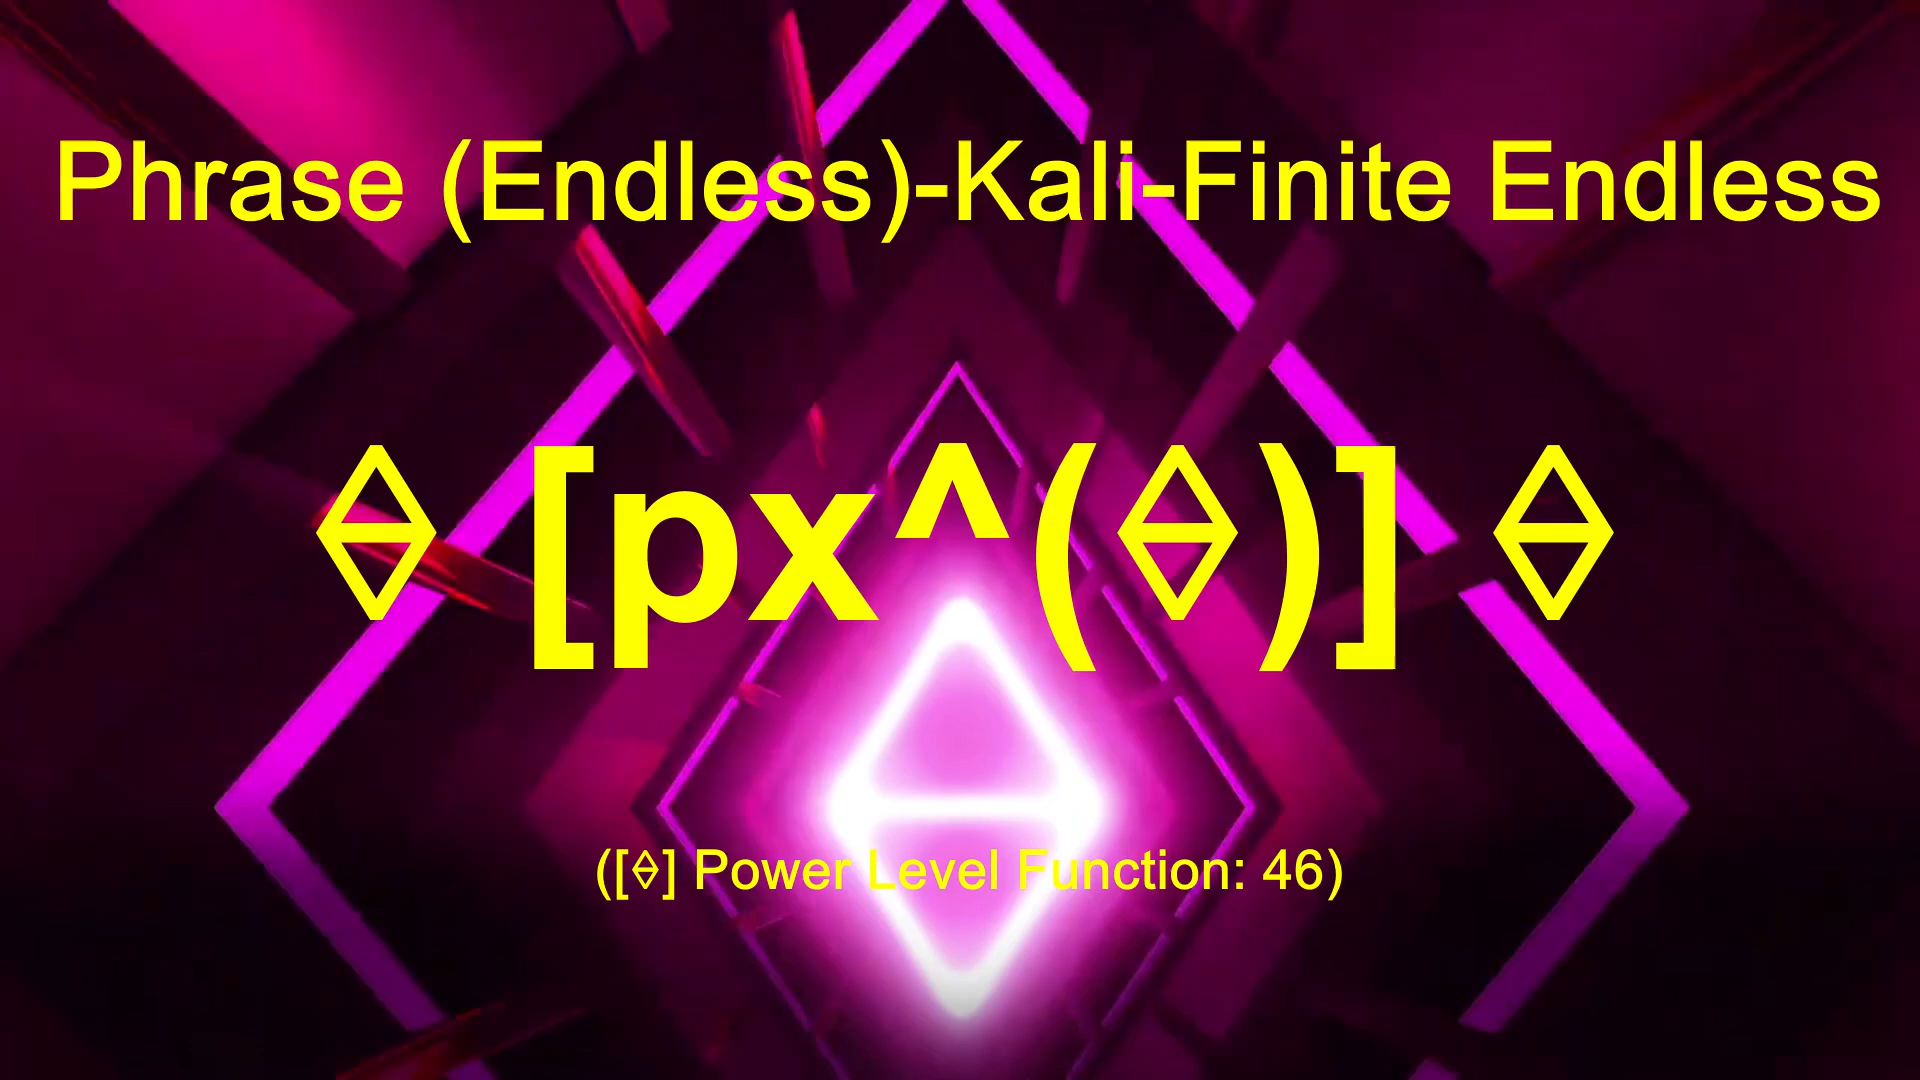 Phrase (Endless)-Kali-Finite Endless
⟠ [px^(⟠)] ⟠
([⟠] Power Level Function: 46)